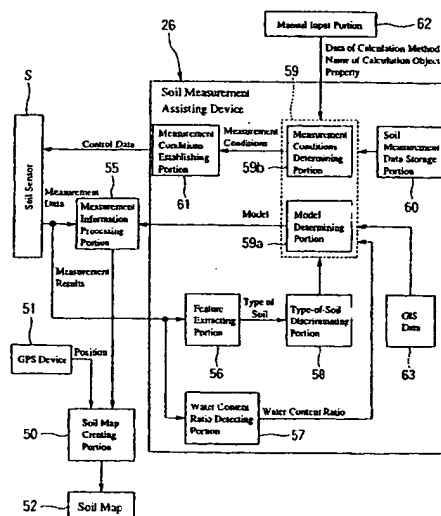 Manual Input Portion
62
26
Data of Calculation Method
Name of Calculation Object
Property
S
Soil Measurement
Assisting Device
59
Control Data
Measurement
Conditions
Establishing
Portion
61
Measurement
Conditions
Measurement
Conditions
Determining
Portion
59b
Soil
Measurement
Data Storage
Portion
60
Soil Sensor
55
Measurement
Data
Measurement
Information
Processing
Portion
Model
Model
Determining
Portion
59a
Measurement
Results
51
GPS Device
Position
Feature
Extracting
Portion
56
Type of
Soil
Type-of-Soil
Discriminating
Portion
58
GIS
Data
63
50
Soil Map
Creating
Portion
Water Content
Ratio Detecting
Portion
57
Water Content Ratio
52
Soil Map